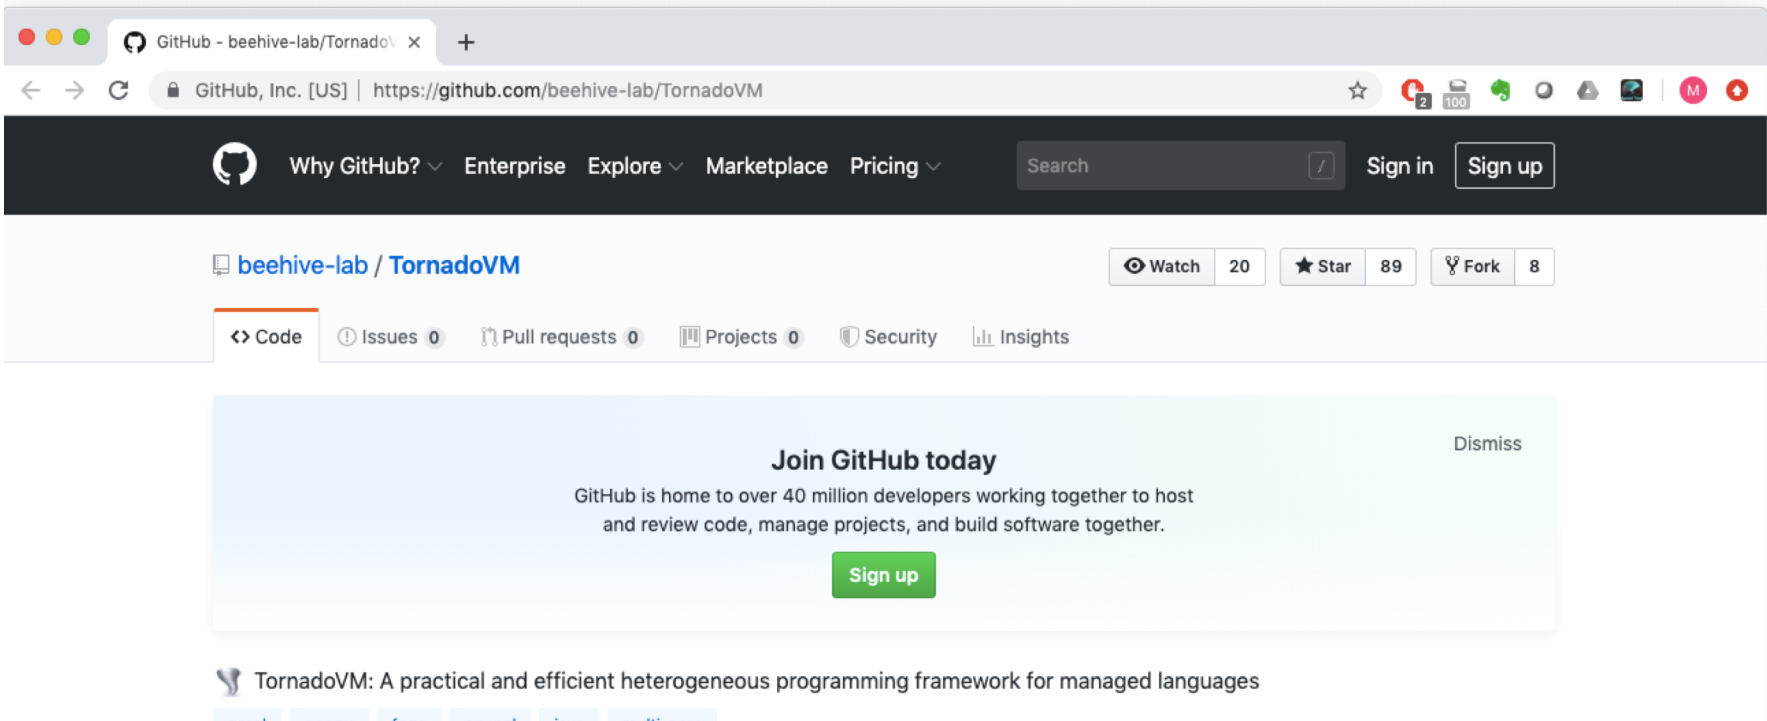 GitHub - beehive-lab/Tornado
GitHub, Inc. [US] | https://github.com/beehive-lab/TornadoVM
2
100
M
Why GitHub? Enterprise Explore Marketplace Pricing Search / Sign in Sign up
beehive-lab / TornadoVM
Watch 20 Star 89 Fork 8
Code Issues 0 Pull requests 0 Projects 0 Security Insights
Join GitHub today
Dismiss
GitHub is home to over 40 million developers working together to host
and review code, manage projects, and build software together.
Sign up
TornadoVM: A practical and efficient heterogeneous programming framework for managed languages